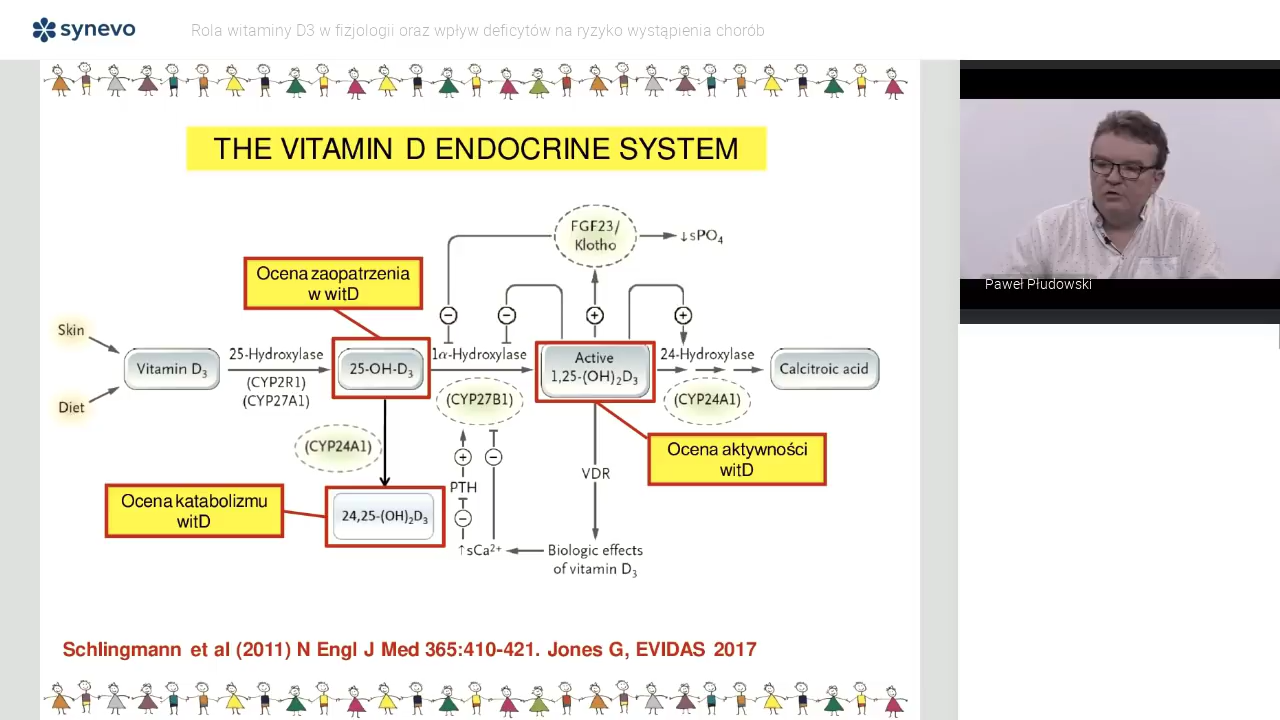 synevo
Rola witaminy D3 w fizjologii oraz wpływ deficytów na ryzyko wystąpienia chorób
THE VITAMIN D ENDOCRINE SYSTEM
FGF23/
Klotho
↓sPO₄
Ocena zaopatrzenia
w witD
Skin
Diet
Vitamin D₃
25-Hydroxylase
(CYP2R1)
(CYP27A1)
25-OH-D₃
1α-Hydroxylase
(CYP27B1)
Active
1,25-(OH)₂D₃
24-Hydroxylase
(CYP24A1)
Calcitroic acid
(CYP24A1)
Ocena aktywności
witD
Ocena katabolizmu
witD
24,25-(OH)₂D₃
PTH
VDR
↑sCa²⁺
Biologic effects
of vitamin D₃
Schlingmann et al (2011) N Engl J Med 365:410-421. Jones G, EVIDAS 2017
Paweł Płudowski